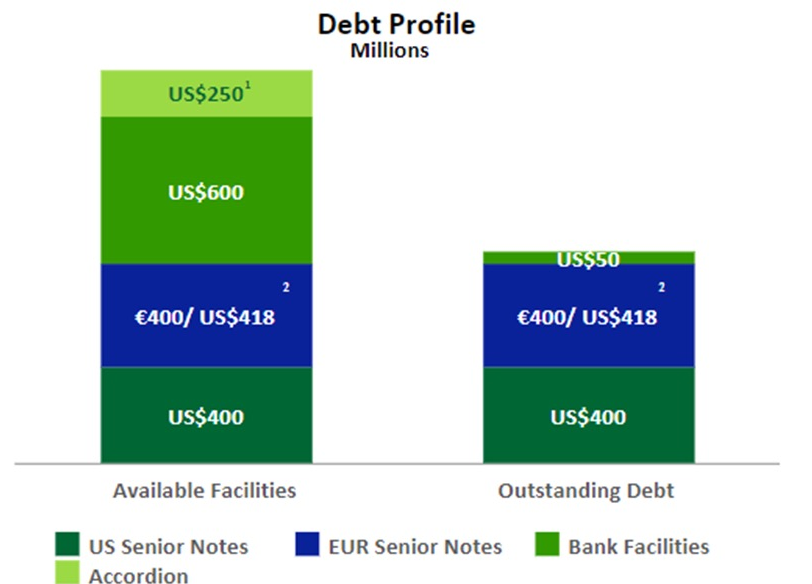 Debt Profile
Millions
US$250¹
US$600
2
€400/ US$418
US$400
US$50
2
€400/ US$418
US$400
Available Facilities
Outstanding Debt
US Senior Notes
EUR Senior Notes
Bank Facilities
Accordion